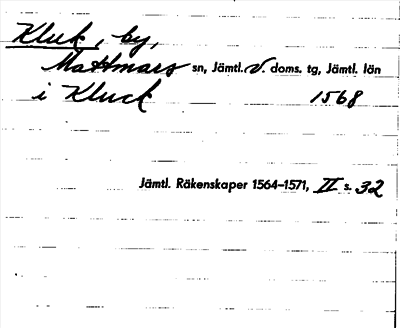 Kluk, by,
Mattmars sn, Jämtl. V. doms. tg, Jämtl. län
i Kluck 1568
Jämtl. Räkenskaper 1564–1571, II s. 32